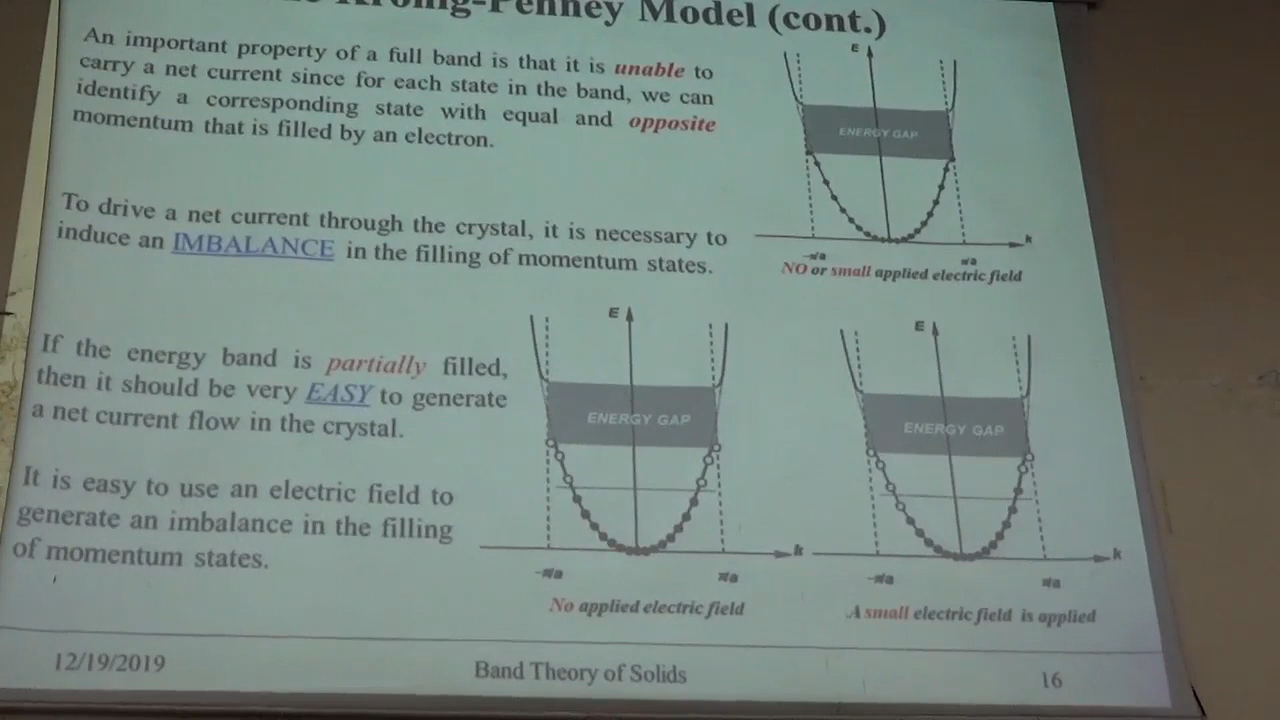 Kronig-Penney Model (cont.)
An important property of a full band is that it is unable to
carry a net current since for each state in the band, we can
identify a corresponding state with equal and opposite
momentum that is filled by an electron.
E
ENERGY GAP
k
-π/a
π/a
NO or small applied electric field
To drive a net current through the crystal, it is necessary to
induce an IMBALANCE in the filling of momentum states.
If the energy band is partially filled,
then it should be very EASY to generate
a net current flow in the crystal.
It is easy to use an electric field to
generate an imbalance in the filling
of momentum states.
E
ENERGY GAP
k
-π/a
π/a
No applied electric field
E
ENERGY GAP
k
-π/a
π/a
A small electric field is applied
12/19/2019
Band Theory of Solids
16